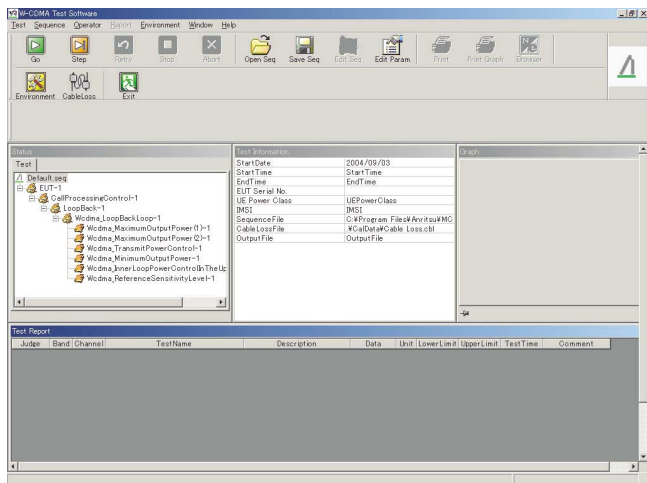 W-CDMA Test Software
Test Sequence Operator Report Environment Window Help
Go Step Retry Stop Abort Open Seq Save Seq Edit Seq Edit Param Print Print Graph Browser
Environment CableLoss Exit
Status
Test
Default.seq
EUT-1
CallProcessingControl-1
LoopBack-1
Wcdma_LoopBackLoop-1
Wcdma_MaximumOutputPower(1)-1
Wcdma_MaximumOutputPower(2)-1
Wcdma_TransmitPowerControl-1
Wcdma_MinimumOutputPower-1
Wcdma_InnerLoopPowerControlInTheUp
Wcdma_ReferenceSensitivityLevel-1
Test Information
StartDate 2004/09/03
StartTime StartTime
EndTime EndTime
EUT Serial No.
UE Power Class UEPowerClass
IMSI IMSI
SequenceFile C:¥Program Files¥Anritsu¥MC
CableLossFile .¥CalData¥Cable Loss.cbl
OutputFile OutputFile
Graph
Test Report
Judge Band Channel TestName Description Data Unit LowerLimit UpperLimit TestTime Comment